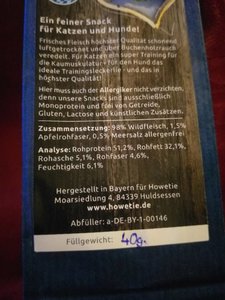 Ein feiner Snack
für Katzen und Hunde!
Frisches Fleisch höchster Qualität schonend
luftgetrocknet und über Buchenholzrauch
veredelt. Für Katzen ein super Training für
die Kaumuskulatur - für den Hund das
ideale Trainingsleckerlie - und das in
höchster Qualität!
Hier muss auch der Allergiker nicht verzichten,
denn unsere Snacks sind ausschließlich
Monoprotein und frei von Getreide,
Gluten, Lactose und künstlichen Zusätzen.
Zusammensetzung: 98% Wildfleisch, 1,5%
Apfelrohfaser, 0,5% Meersalz allergenfrei
Analyse: Rohprotein 51,2%, Rohfett 32,1%,
Rohasche 5,1%, Rohfaser 4,6%,
Feuchtigkeit 6,1%
Hergestellt in Bayern für Howetie
Moarsiedlung 4, 84339 Huldsessen
www.howetie.de
Abfüller: a-DE-BY-1-00146
Füllgewicht: 40g.